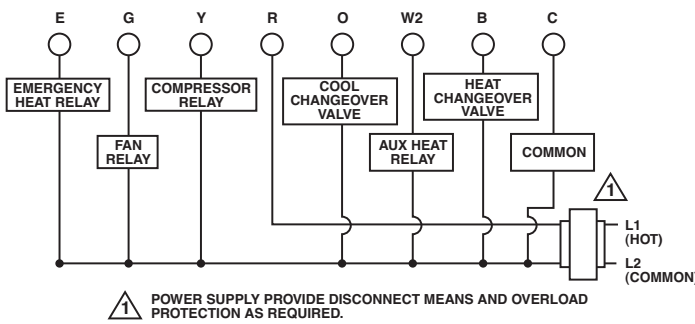 E G Y R O W2 B C
EMERGENCY
HEAT RELAY
COMPRESSOR
RELAY
COOL
CHANGEOVER
VALVE
HEAT
CHANGEOVER
VALVE
FAN
RELAY
AUX HEAT
RELAY
COMMON
1
L1
(HOT)
L2
(COMMON)
1 POWER SUPPLY PROVIDE DISCONNECT MEANS AND OVERLOAD
PROTECTION AS REQUIRED.